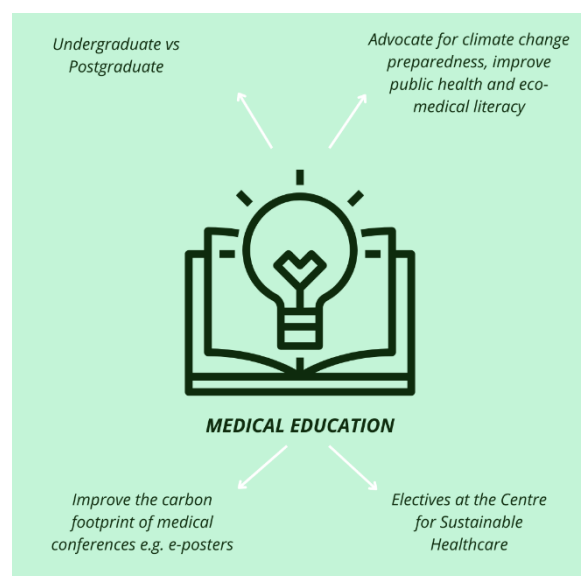 Undergraduate vs
Postgraduate
Advocate for climate change
preparedness, improve
public health and eco-
medical literacy
MEDICAL EDUCATION
Improve the carbon
footprint of medical
conferences e.g. e-posters
Electives at the Centre
for Sustainable
Healthcare